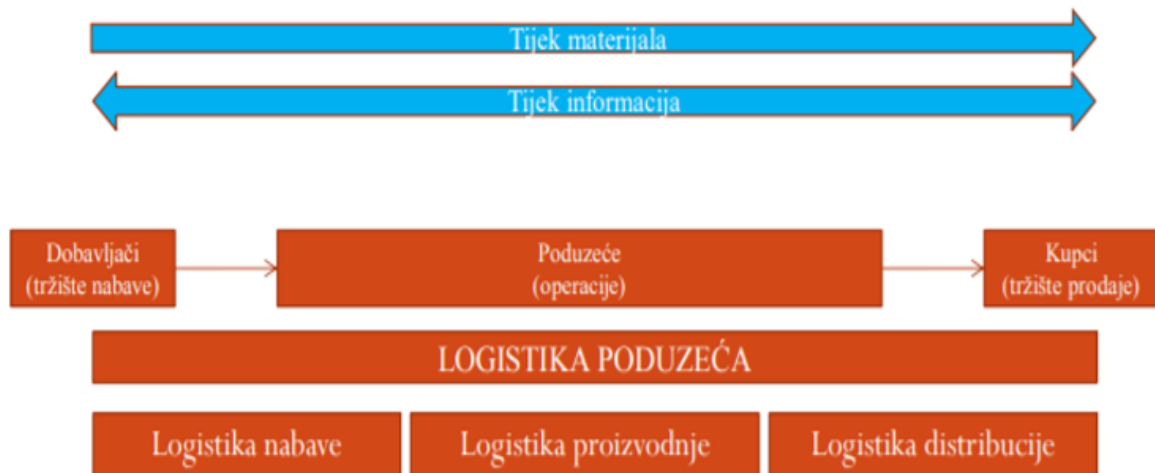 Tijek materijala
Tijek informacija
Dobavljači
(tržište nabave)
Poduzeće
(operacije)
Kupci
(tržište prodaje)
LOGISTIKA PODUZEĆA
Logistika nabave
Logistika proizvodnje
Logistika distribucije